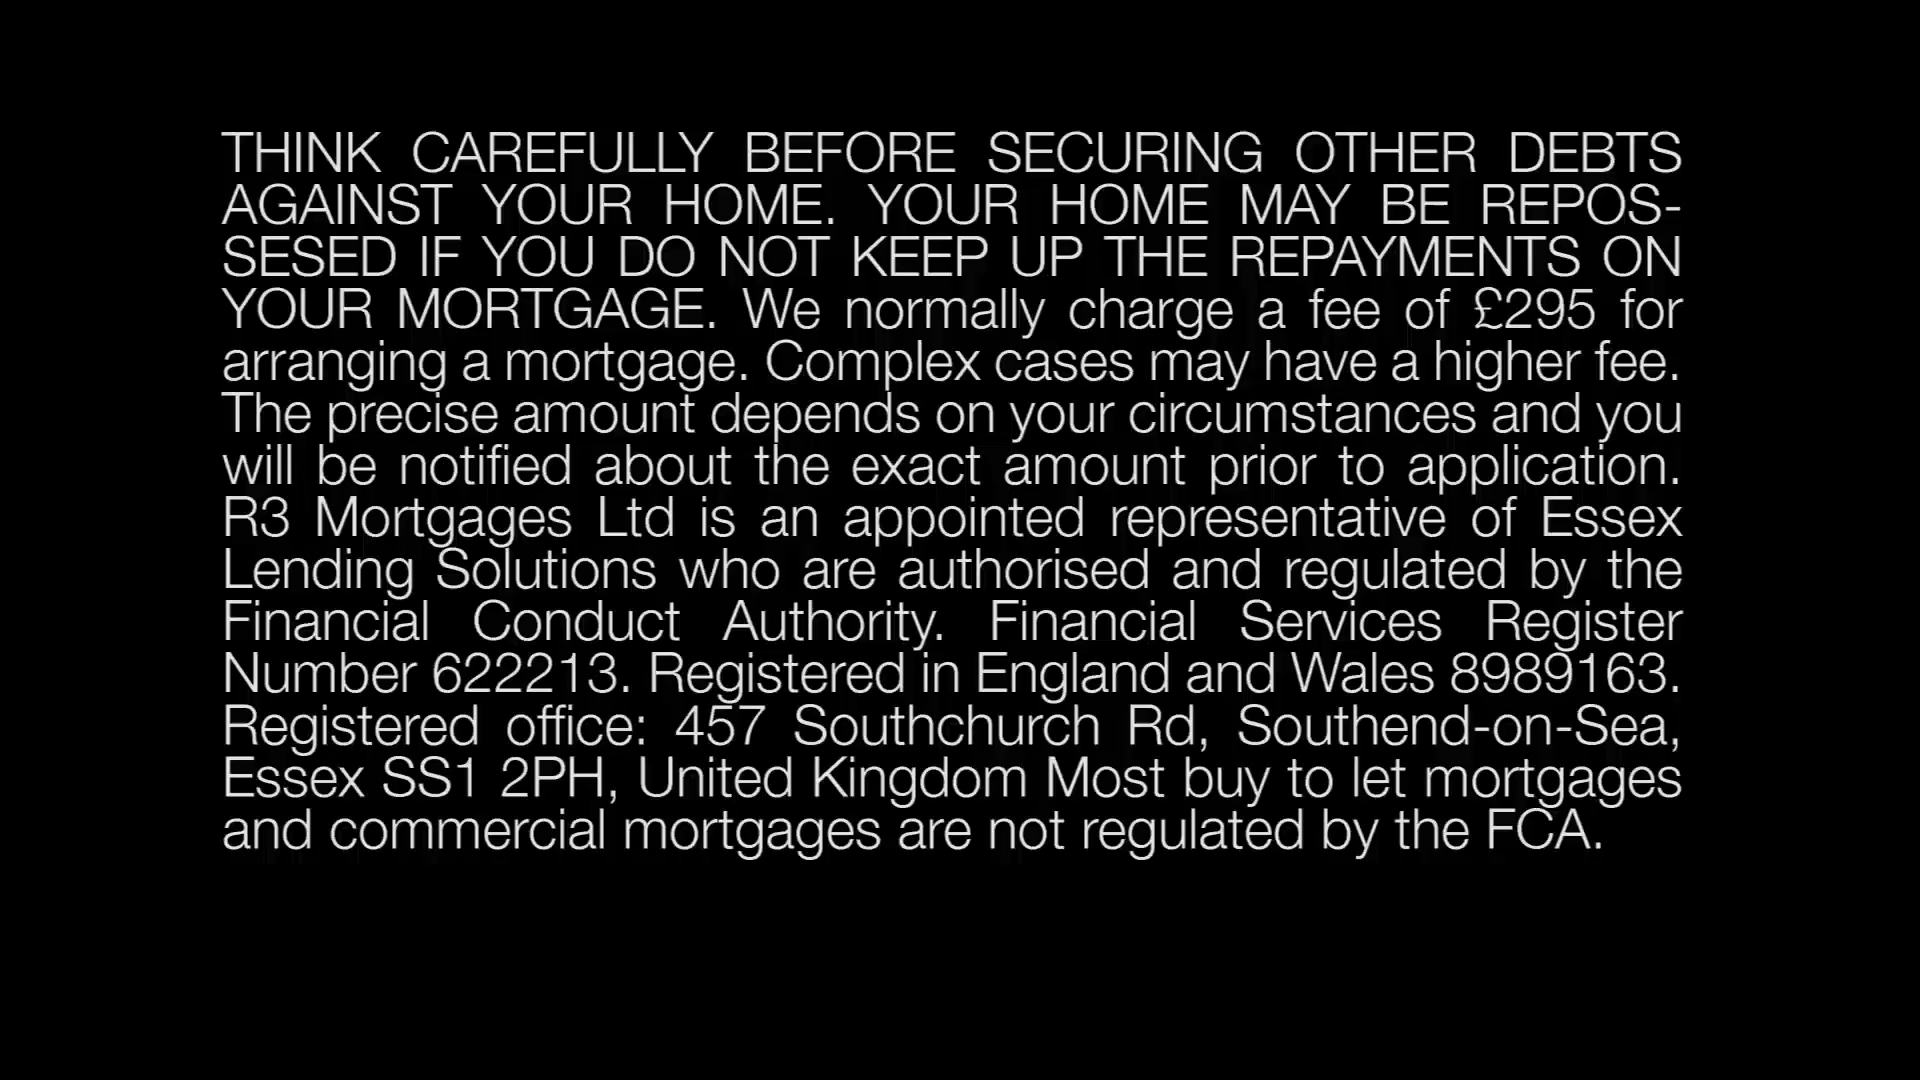 THINK CAREFULLY BEFORE SECURING OTHER DEBTS
AGAINST YOUR HOME. YOUR HOME MAY BE REPOS-
SESED IF YOU DO NOT KEEP UP THE REPAYMENTS ON
YOUR MORTGAGE. We normally charge a fee of £295 for
arranging a mortgage. Complex cases may have a higher fee.
The precise amount depends on your circumstances and you
will be notified about the exact amount prior to application.
R3 Mortgages Ltd is an appointed representative of Essex
Lending Solutions who are authorised and regulated by the
Financial Conduct Authority. Financial Services Register
Number 622213. Registered in England and Wales 8989163.
Registered office: 457 Southchurch Rd, Southend-on-Sea,
Essex SS1 2PH, United Kingdom Most buy to let mortgages
and commercial mortgages are not regulated by the FCA.